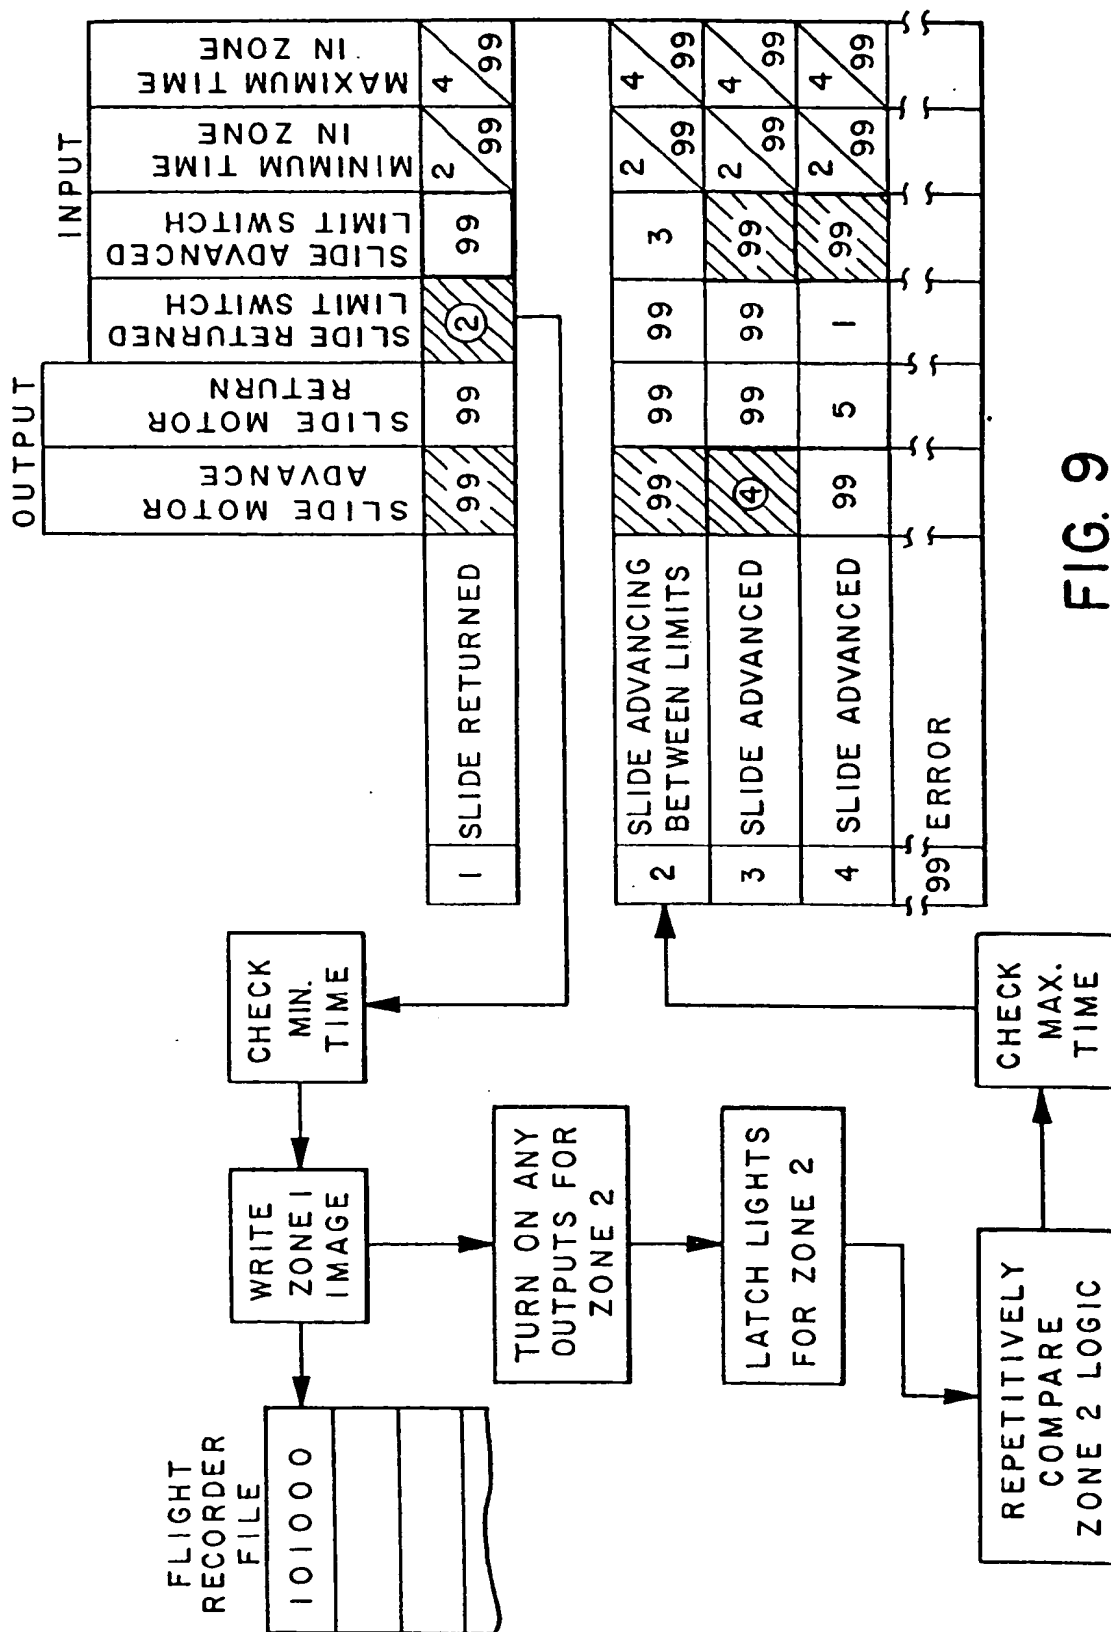 FLIGHT
RECORDER
FILE
101000
WRITE
ZONE 1
IMAGE
CHECK
MIN.
TIME
TURN ON ANY
OUTPUTS FOR
ZONE 2
LATCH LIGHTS
FOR ZONE 2
REPETITIVELY
COMPARE
ZONE 2 LOGIC
CHECK
MAX.
TIME
OUTPUT
INPUT
SLIDE MOTOR
ADVANCE
SLIDE MOTOR
RETURN
SLIDE RETURNED
LIMIT SWITCH
SLIDE ADVANCED
LIMIT SWITCH
MINIMUM TIME
IN ZONE
MAXIMUM TIME
IN ZONE
1 SLIDE RETURNED 99 99 2 99 2 99 4 99
2 SLIDE ADVANCING
BETWEEN LIMITS 99 99 99 3 2 99 4 99
3 SLIDE ADVANCED 4 99 99 99 2 99 4 99
4 SLIDE ADVANCED 99 5 1 99 2 99 4 99
99 ERROR
FIG. 9